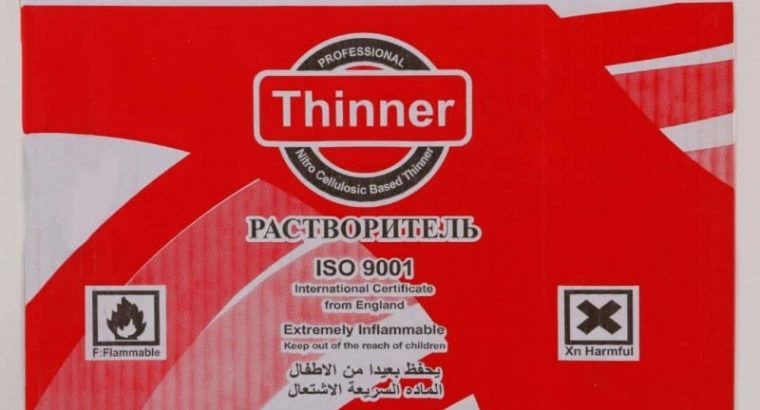 PROFESSIONAL
Thinner
Nitro Cellulosic Based Thinner
РАСТВОРИТЕЛЬ
ISO 9001
International Certificate
from England
Extremely Inflammable
Keep out of the reach of children
يحفظ بعيدا من الاطفال
الماده السريعة الاشتعال
F:Flammable
Xn Harmful